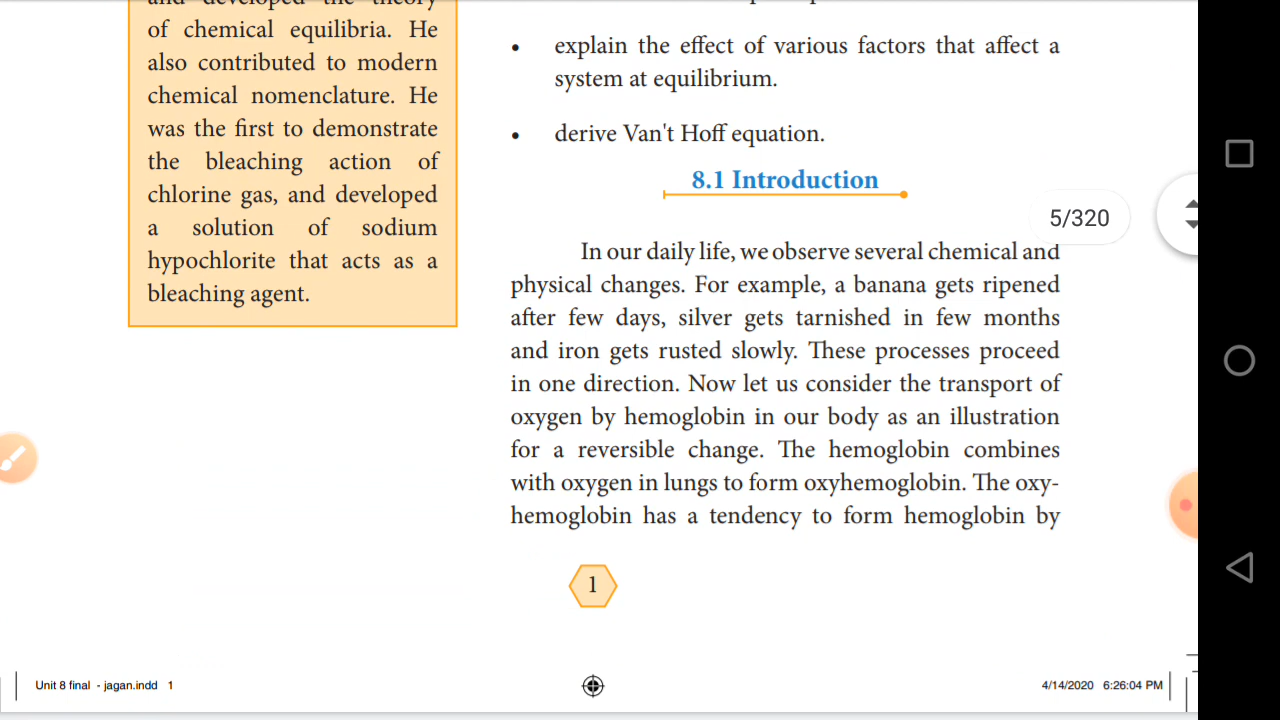 and developed the theory
of chemical equilibria. He
also contributed to modern
chemical nomenclature. He
was the first to demonstrate
the bleaching action of
chlorine gas, and developed
a solution of sodium
hypochlorite that acts as a
bleaching agent.
• explain the effect of various factors that affect a
system at equilibrium.
• derive Van't Hoff equation.
8.1 Introduction
5/320
In our daily life, we observe several chemical and
physical changes. For example, a banana gets ripened
after few days, silver gets tarnished in few months
and iron gets rusted slowly. These processes proceed
in one direction. Now let us consider the transport of
oxygen by hemoglobin in our body as an illustration
for a reversible change. The hemoglobin combines
with oxygen in lungs to form oxyhemoglobin. The oxy-
hemoglobin has a tendency to form hemoglobin by
1
Unit 8 final - jagan.indd 1
4/14/2020 6:26:04 PM